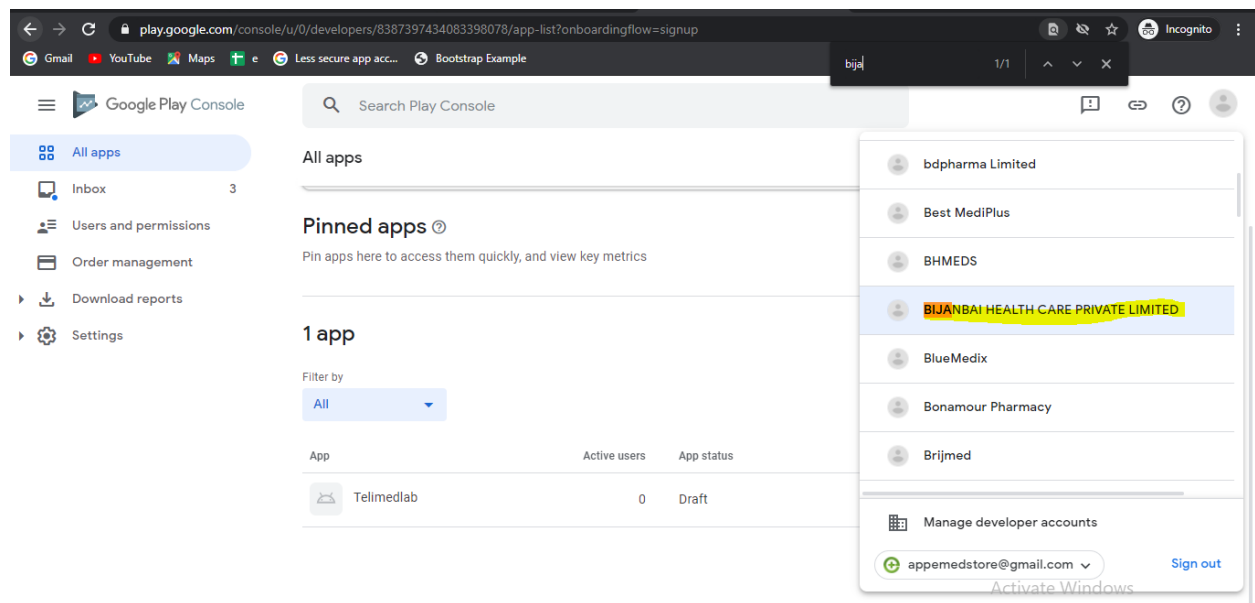 play.google.com/console/u/0/developers/8387397434083398078/app-list?onboardingflow=signup
Incognito
Gmail
YouTube
Maps
e
Less secure app acc...
Bootstrap Example
bija
1/1
Google Play Console
Search Play Console
All apps
Inbox
3
Users and permissions
Order management
Download reports
Settings
All apps
Pinned apps
Pin apps here to access them quickly, and view key metrics
1 app
Filter by
All
App Active users App status
Telimedlab 0 Draft
bdpharma Limited
Best MediPlus
BHMEDS
BIJANBAI HEALTH CARE PRIVATE LIMITED
BlueMedix
Bonamour Pharmacy
Brijmed
Manage developer accounts
appemedstore@gmail.com
Sign out
Activate Windows